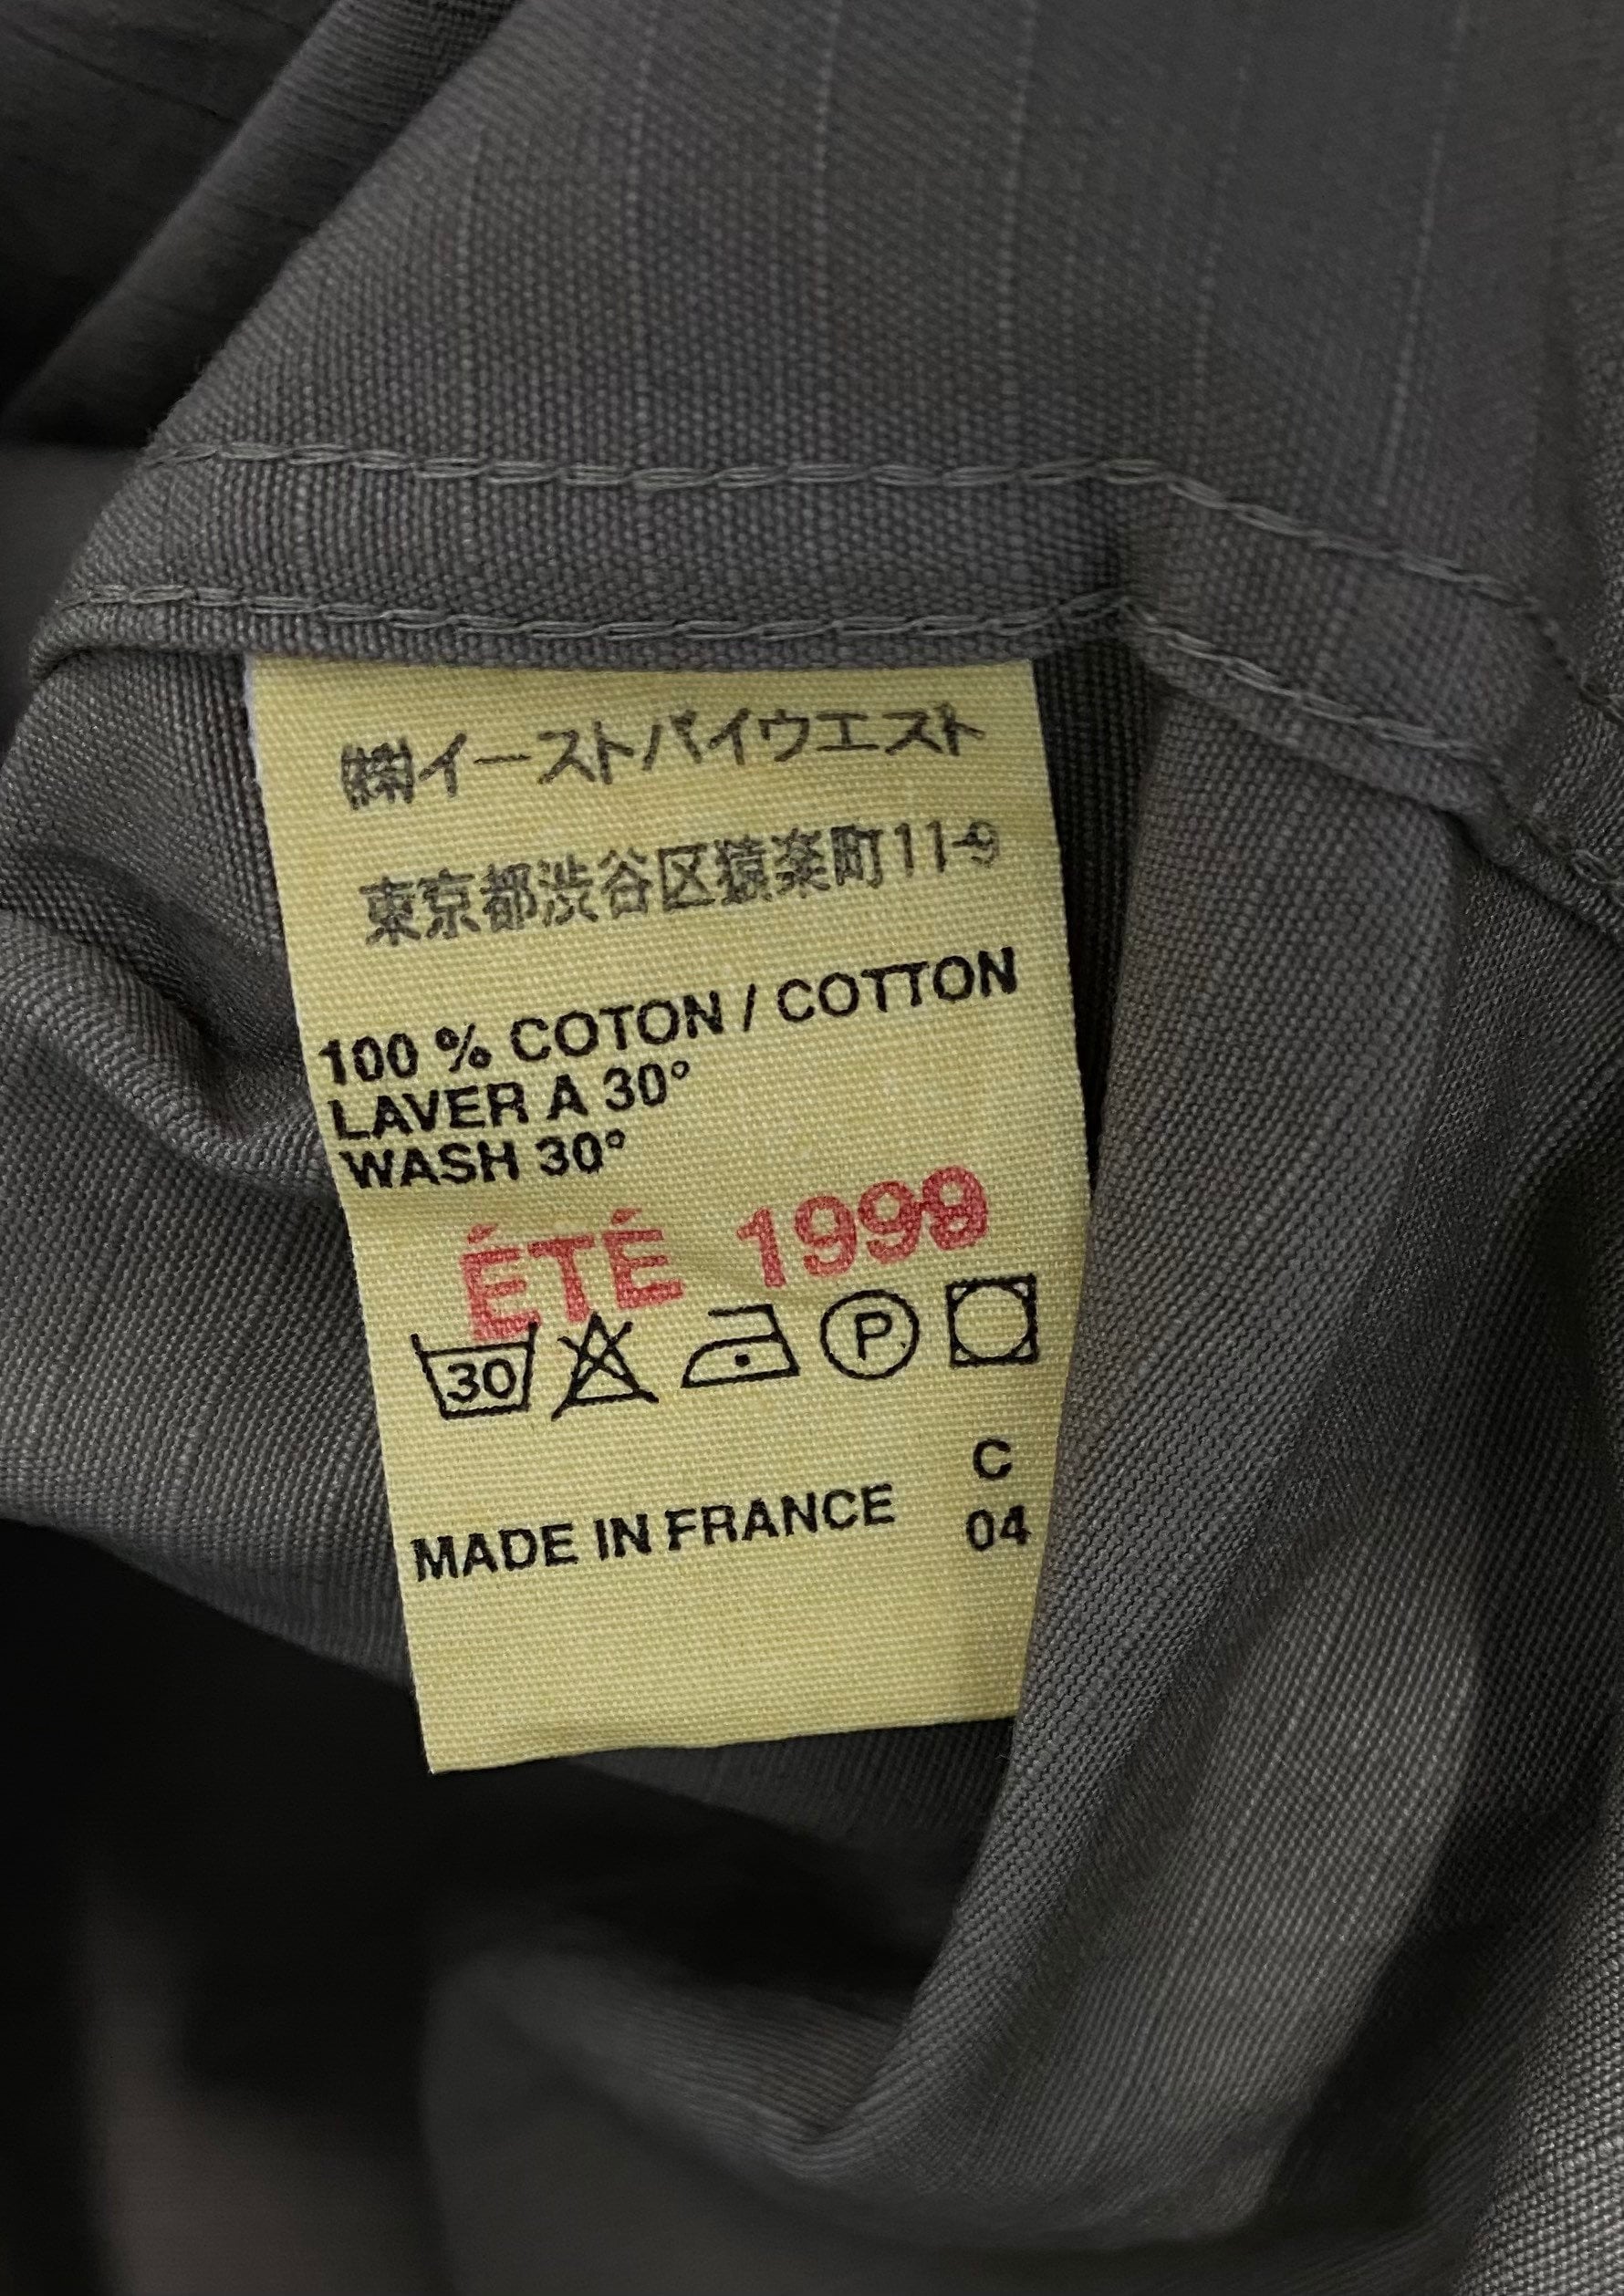 ㈱イーストバイウエスト
東京都渋谷区猿楽町11-9
100 % COTON / COTTON
LAVER A 30°
WASH 30°
ÉTÉ 1999
30 P
C
MADE IN FRANCE 04